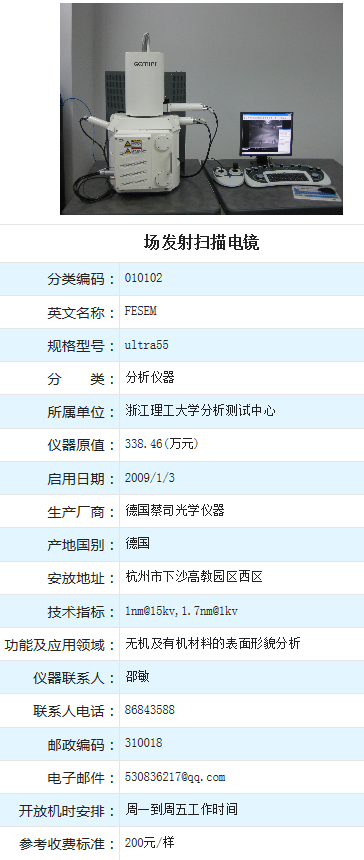 GEMINI
场发射扫描电镜
分类编码： 010102
英文名称： FESEM
规格型号： ultra55
分　　类： 分析仪器
所属单位： 浙江理工大学分析测试中心
仪器原值： 338.46(万元)
启用日期： 2009/1/3
生产厂商： 德国蔡司光学仪器
产地国别： 德国
安放地址： 杭州市下沙高教园区西区
技术指标： 1nm@15kv,1.7nm@1kv
功能及应用领域： 无机及有机材料的表面形貌分析
仪器联系人： 邵敏
联系人电话： 86843588
邮政编码： 310018
电子邮件： 530836217@qq.com
开放机时安排： 周一到周五工作时间
参考收费标准： 200元/样